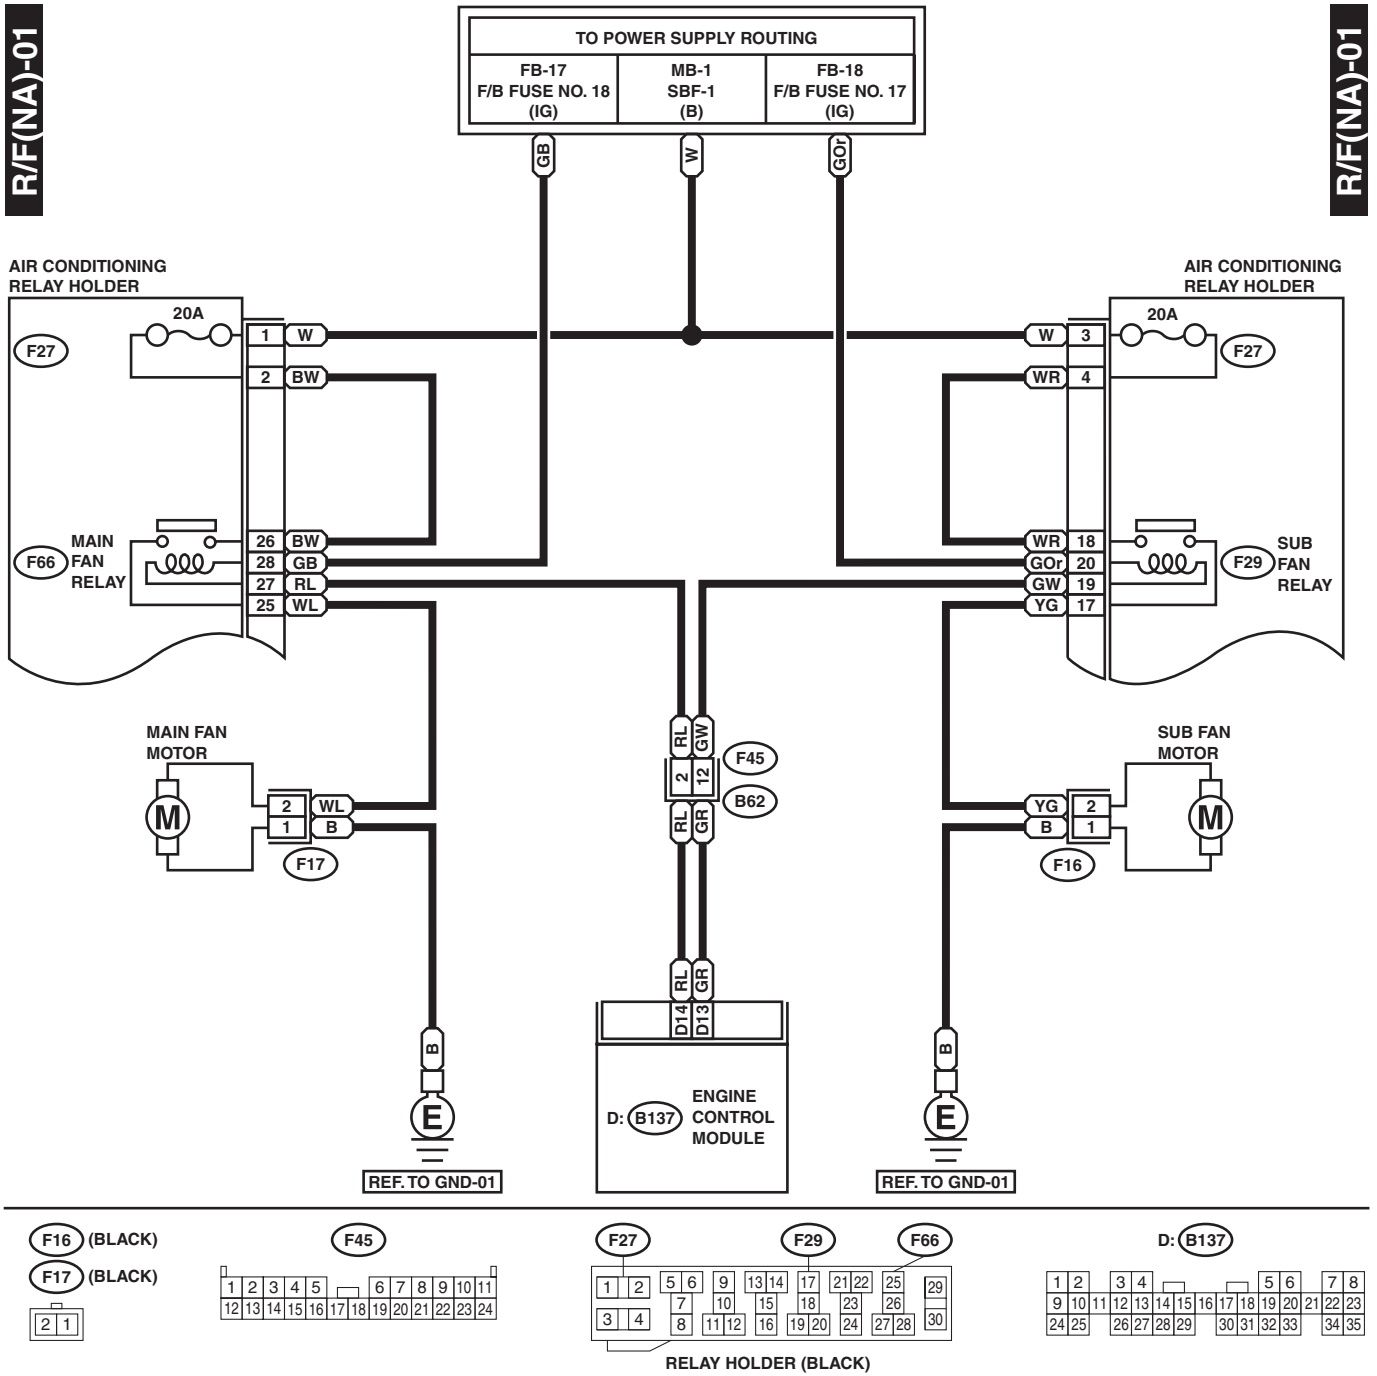 R/F(NA)-01
R/F(NA)-01
TO POWER SUPPLY ROUTING
FB-17
F/B FUSE NO. 18
(IG)
MB-1
SBF-1
(B)
FB-18
F/B FUSE NO. 17
(IG)
GB
W
GOr
AIR CONDITIONING
RELAY HOLDER
20A
F27
1 W
2 BW
AIR CONDITIONING
RELAY HOLDER
20A
F27
W 3
WR 4
MAIN
FAN
RELAY
F66
26 BW
28 GB
27 RL
25 WL
WR 18
GOr 20
GW 19
YG 17
F29
SUB
FAN
RELAY
MAIN FAN
MOTOR
M
2 WL
1 B
F17
RL GW
2 12
F45
B62
RL GR
SUB FAN
MOTOR
M
YG 2
B 1
F16
RL GR
D14 D13
D: B137
ENGINE
CONTROL
MODULE
B
E
REF. TO GND-01
B
E
REF. TO GND-01
F16 (BLACK)
F17 (BLACK)
2 1
F45
1 2 3 4 5 6 7 8 9 10 11
12 13 14 15 16 17 18 19 20 21 22 23 24
F27 F29 F66
1 2 5 6 9 13 14 17 21 22 25 29
7 10 15 18 23 26
3 4 8 11 12 16 19 20 24 27 28 30
RELAY HOLDER (BLACK)
D: B137
1 2 3 4 5 6 7 8
9 10 11 12 13 14 15 16 17 18 19 20 21 22 23
24 25 26 27 28 29 30 31 32 33 34 35